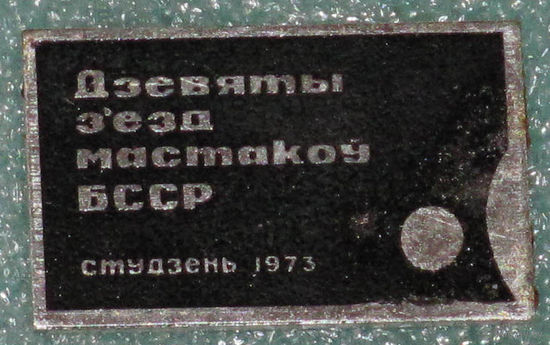 Дзевяты
з'езд
мастакоў
БССР
студзень 1973